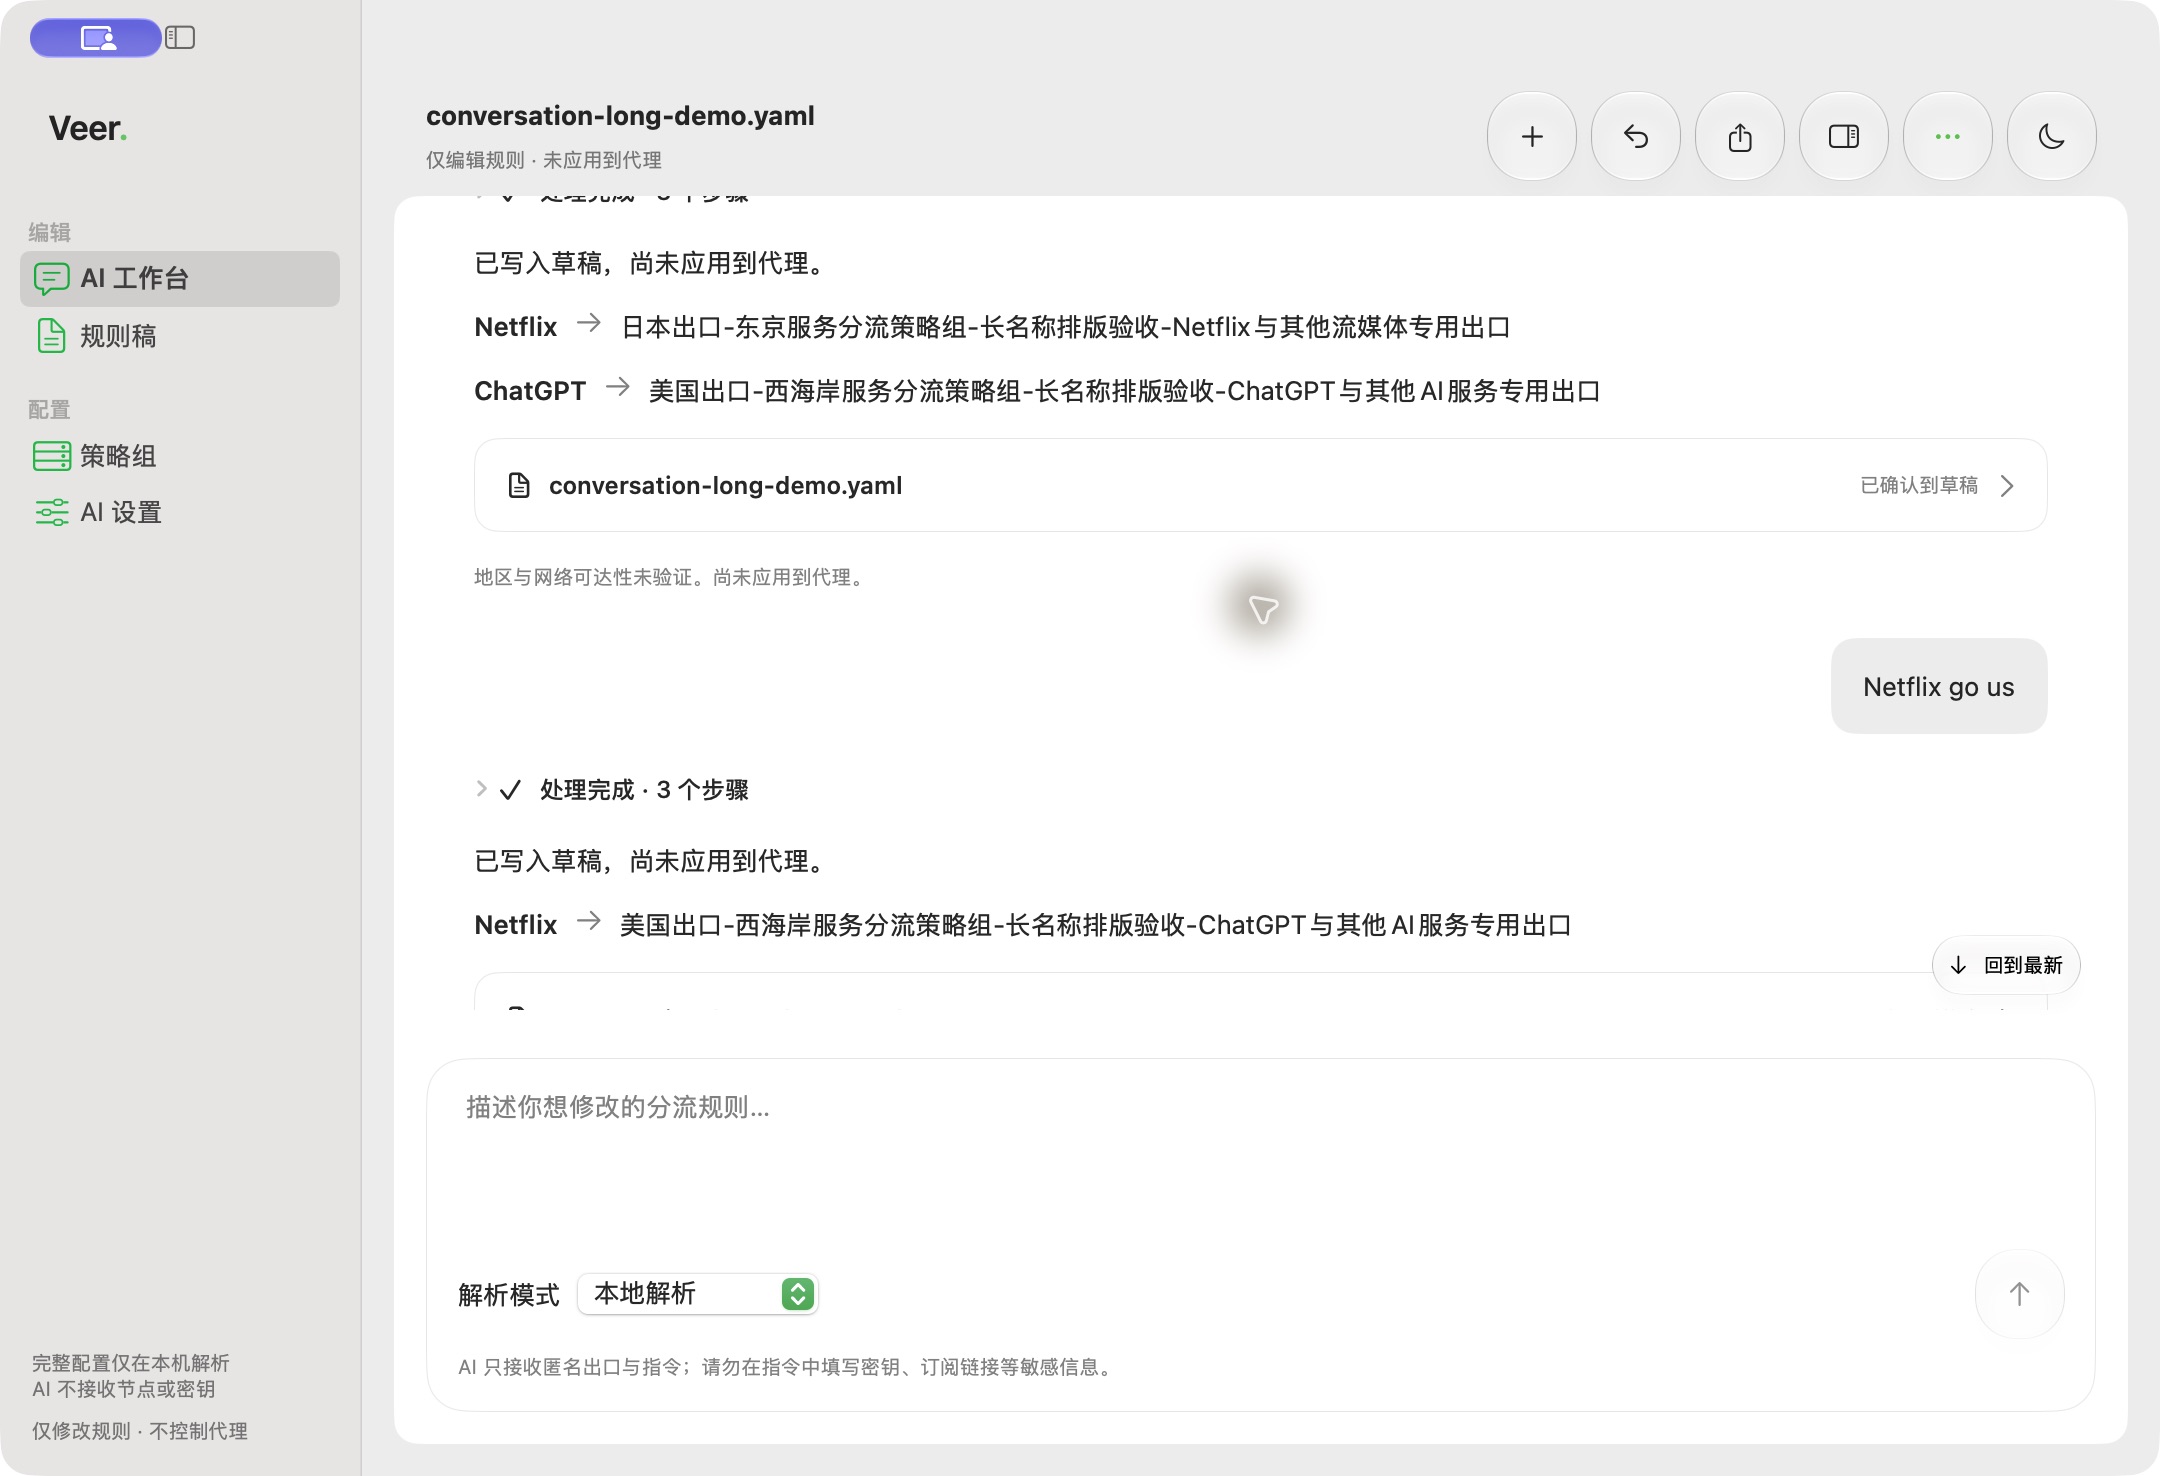 Veer.
编辑
AI 工作台
规则稿
配置
策略组
AI 设置
完整配置仅在本机解析
AI 不接收节点或密钥
仅修改规则 · 不控制代理
conversation-long-demo.yaml
仅编辑规则 · 未应用到代理
处理完成 · 3 个步骤
已写入草稿，尚未应用到代理。
Netflix → 日本出口-东京服务分流策略组-长名称排版验收-Netflix与其他流媒体专用出口
ChatGPT → 美国出口-西海岸服务分流策略组-长名称排版验收-ChatGPT与其他AI服务专用出口
conversation-long-demo.yaml 已确认到草稿
地区与网络可达性未验证。尚未应用到代理。
Netflix go us
处理完成 · 3 个步骤
已写入草稿，尚未应用到代理。
Netflix → 美国出口-西海岸服务分流策略组-长名称排版验收-ChatGPT与其他AI服务专用出口
回到最新
描述你想修改的分流规则...
解析模式 本地解析
AI 只接收匿名出口与指令；请勿在指令中填写密钥、订阅链接等敏感信息。